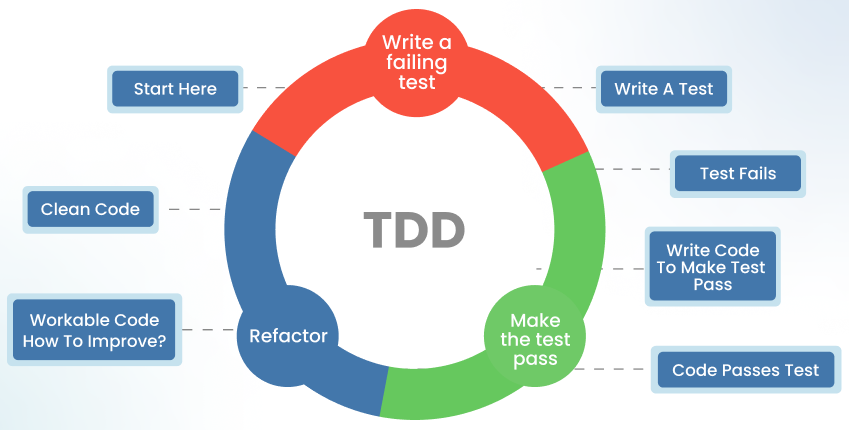 Write a
failing
test
Start Here
Write A Test
Test Fails
Clean Code
TDD
Write Code
To Make Test
Pass
Workable Code
How To Improve?
Refactor
Make
the test
pass
Code Passes Test